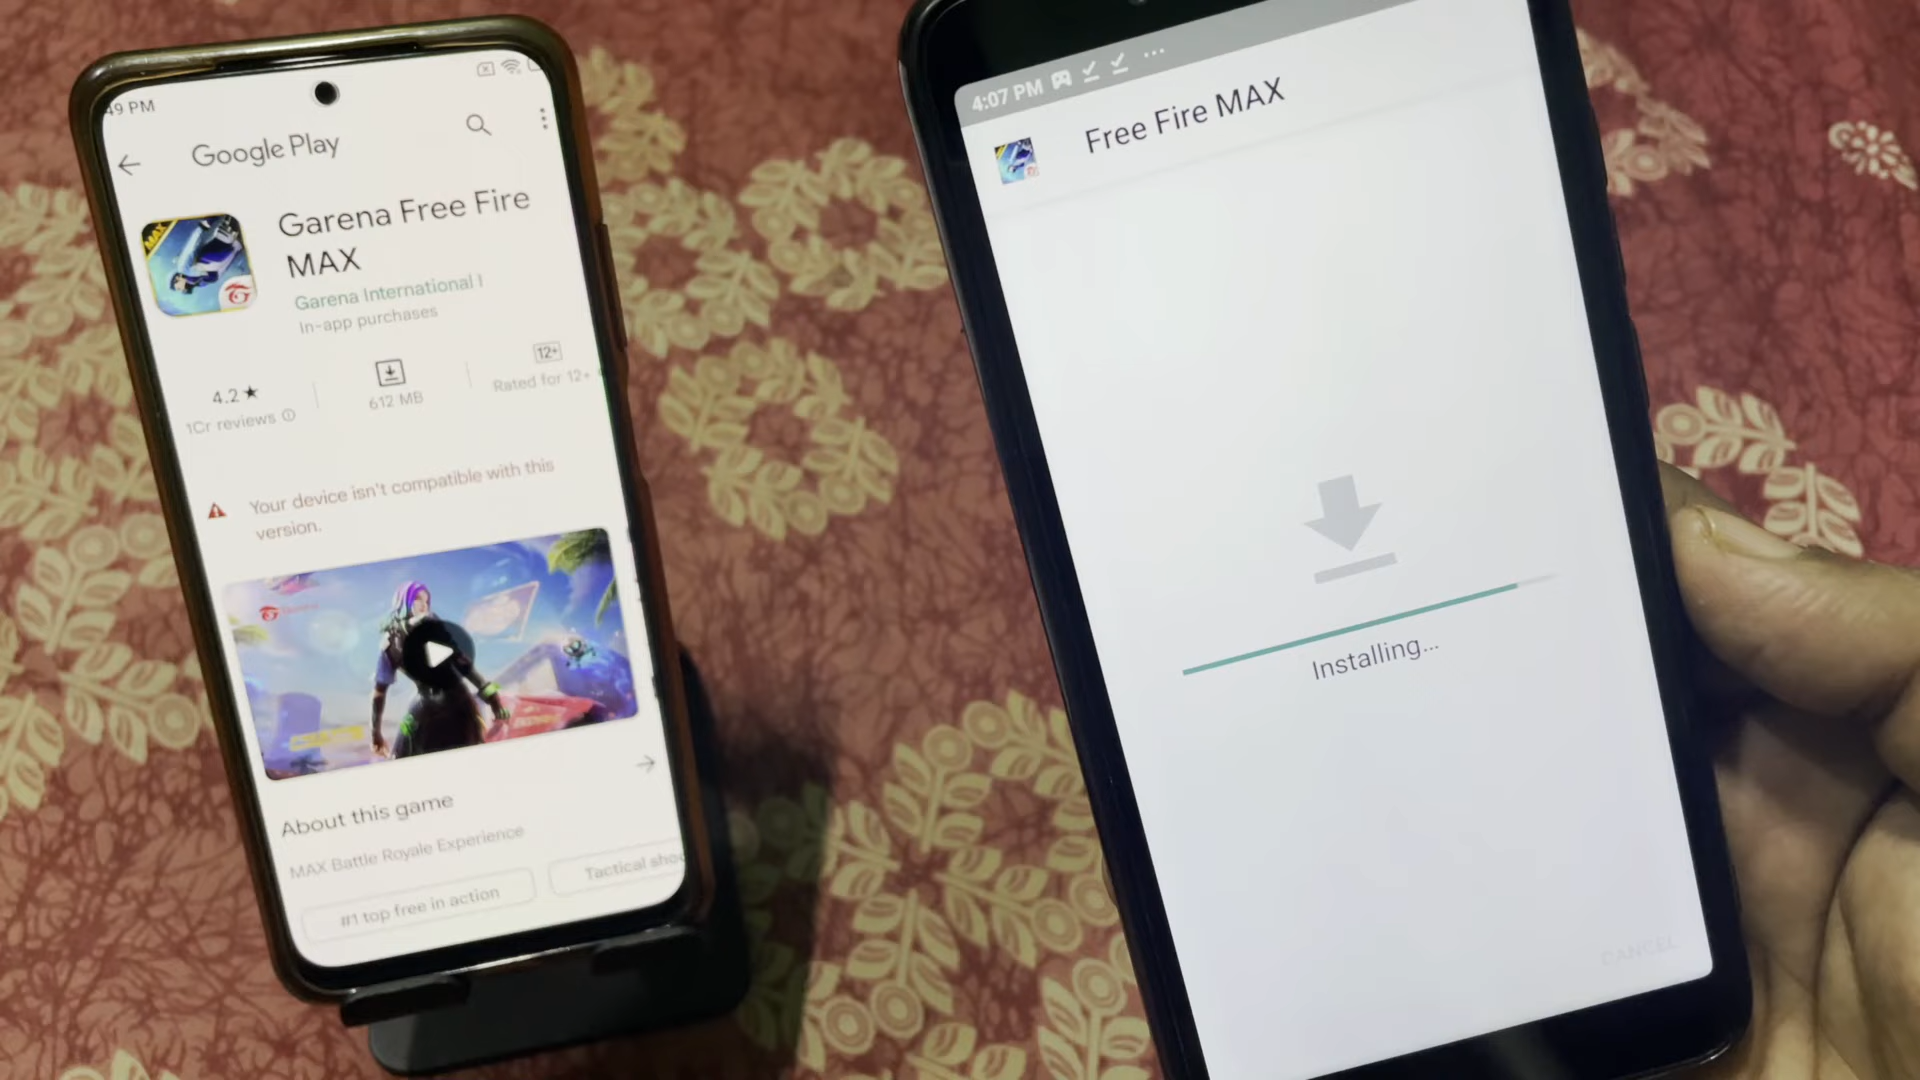 49 PM
Google Play
Garena Free Fire
MAX
Garena International I
In-app purchases
4.2★
1Cr reviews
612 MB
12+
Rated for 12+
Your device isn't compatible with this
version.
About this game
MAX Battle Royale Experience
#1 top free in action
Tactical shoo
4:07 PM
Free Fire MAX
Installing...
CANCEL